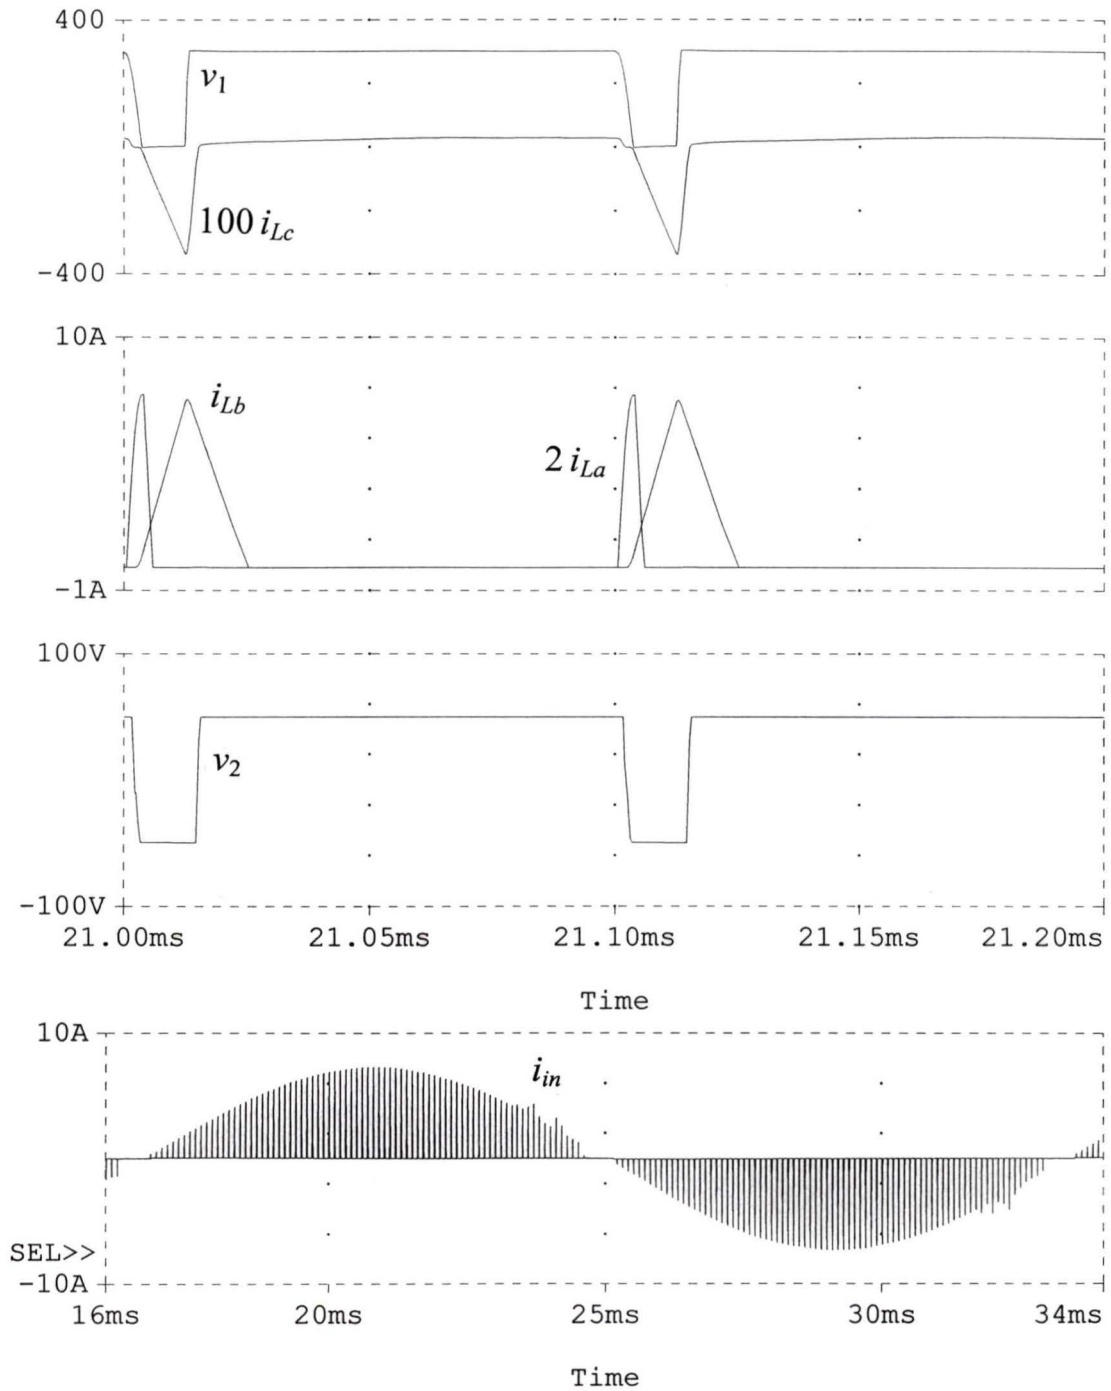 400
v1
100 iLc
-400
10A
iLb
2 iLa
-1A
100V
v2
-100V
21.00ms 21.05ms 21.10ms 21.15ms 21.20ms
Time
10A
iin
SEL>>
-10A
16ms 20ms 25ms 30ms 34ms
Time